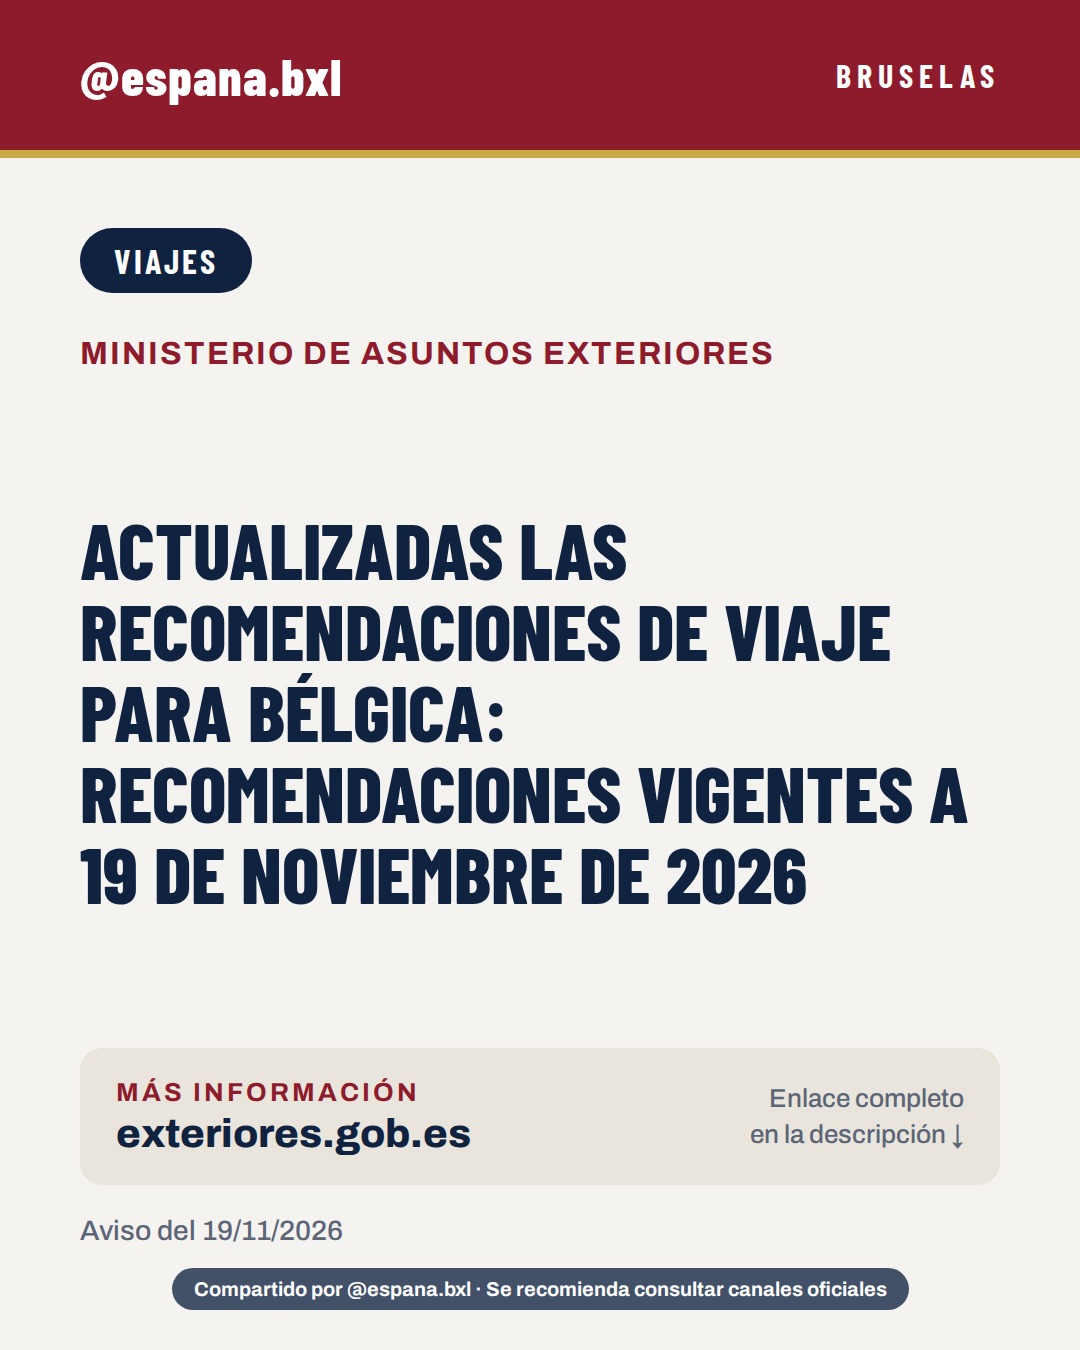 @espana.bxl
BRUSELAS
VIAJES
MINISTERIO DE ASUNTOS EXTERIORES
ACTUALIZADAS LAS
RECOMENDACIONES DE VIAJE
PARA BÉLGICA:
RECOMENDACIONES VIGENTES A
19 DE NOVIEMBRE DE 2026
MÁS INFORMACIÓN
exteriores.gob.es
Enlace completo
en la descripción ↓
Aviso del 19/11/2026
Compartido por @espana.bxl · Se recomienda consultar canales oficiales